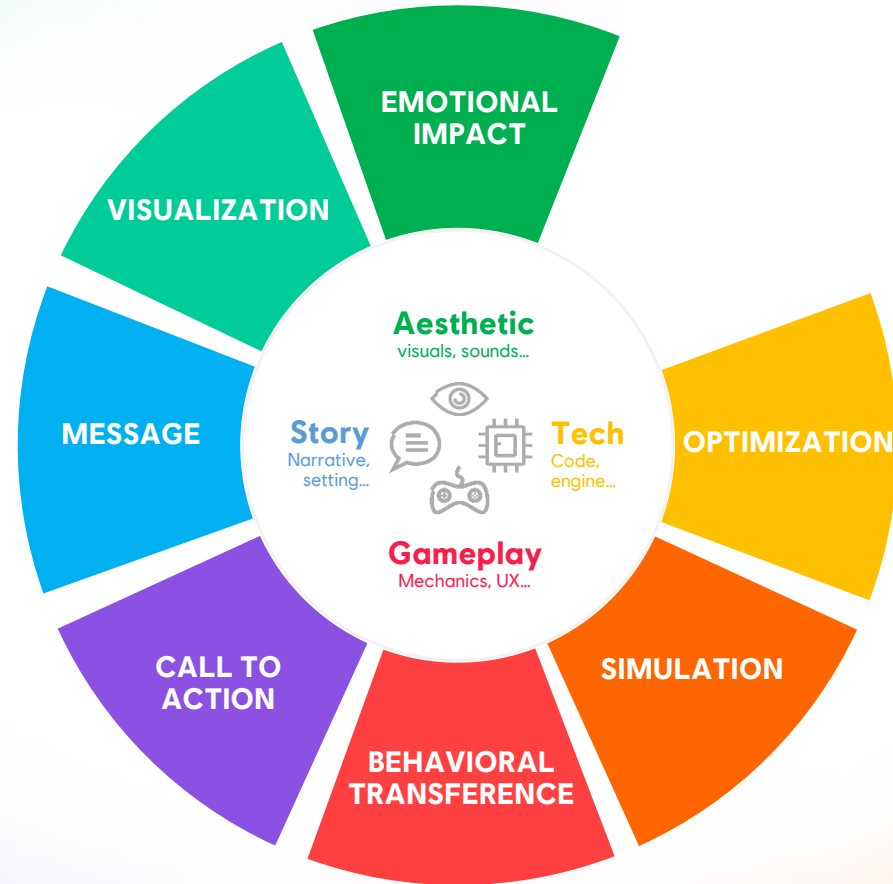 EMOTIONAL
IMPACT
VISUALIZATION
MESSAGE
CALL TO
ACTION
BEHAVIORAL
TRANSFERENCE
SIMULATION
OPTIMIZATION
Aesthetic
visuals, sounds...
Story
Narrative,
setting...
Tech
Code,
engine...
Gameplay
Mechanics, UX...